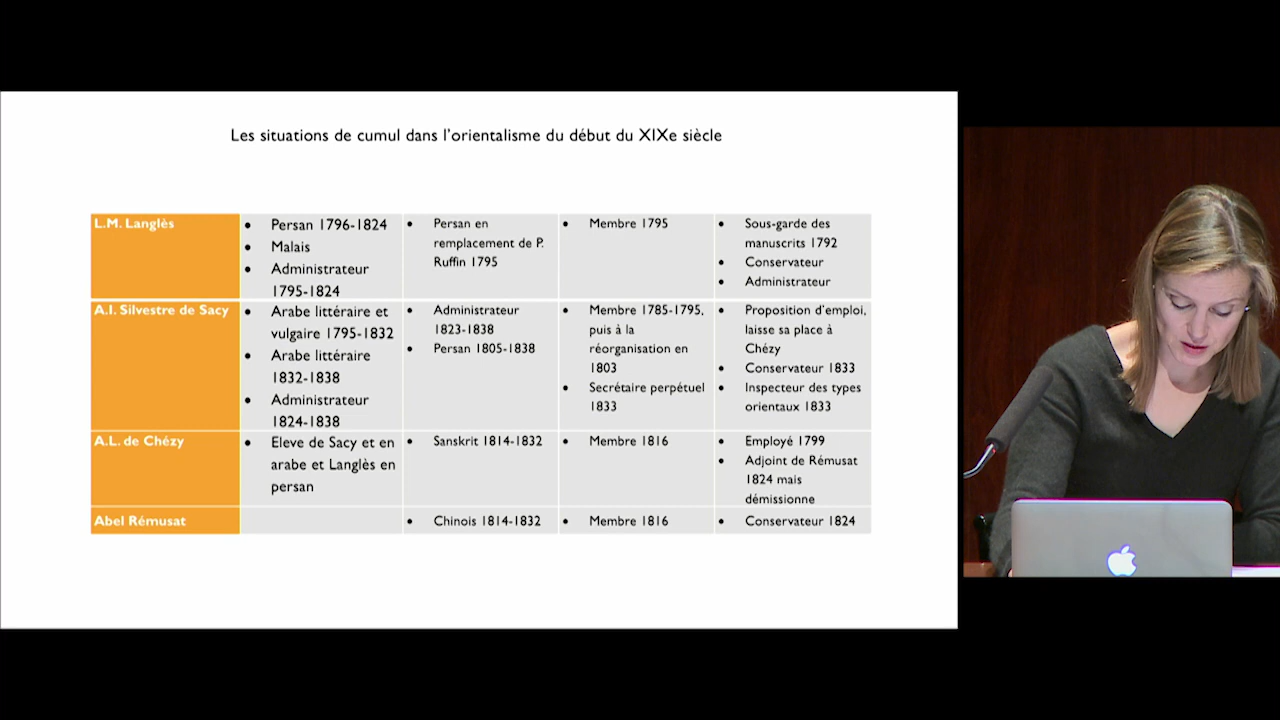 Les situations de cumul dans l'orientalisme du début du XIXe siècle
L.M. Langlès
• Persan 1796-1824
• Malais
• Administrateur
1795-1824
• Persan en
remplacement de P.
Ruffin 1795
• Membre 1795
• Sous-garde des
manuscrits 1792
• Conservateur
• Administrateur
A.I. Silvestre de Sacy
• Arabe littéraire et
vulgaire 1795-1832
• Arabe littéraire
1832-1838
• Administrateur
1824-1838
• Administrateur
1823-1838
• Persan 1805-1838
• Membre 1785-1795,
puis à la
réorganisation en
1803
• Secrétaire perpétuel
1833
• Proposition d'emploi,
laisse sa place à
Chézy
• Conservateur 1833
• Inspecteur des types
orientaux 1833
A.L. de Chézy
• Eleve de Sacy et en
arabe et Langlès en
persan
• Sanskrit 1814-1832
• Membre 1816
• Employé 1799
• Adjoint de Rémusat
1824 mais
démissionne
Abel Rémusat
• Chinois 1814-1832
• Membre 1816
• Conservateur 1824